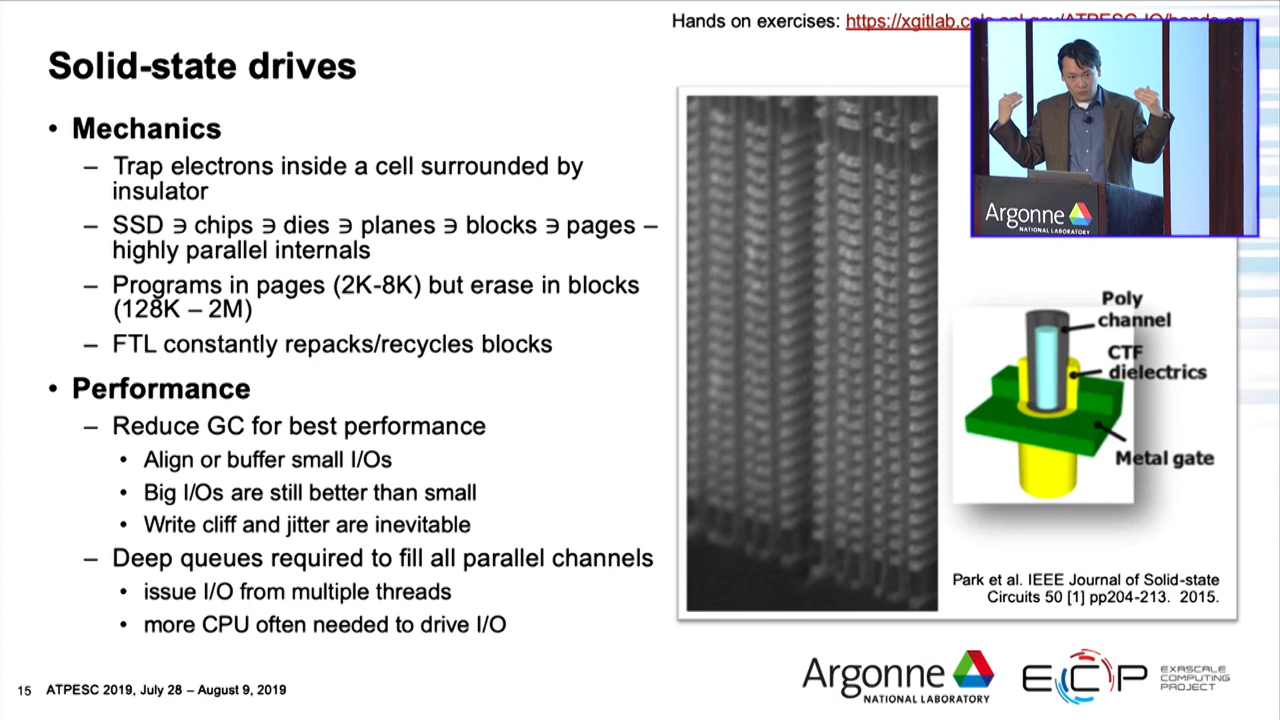 Hands on exercises: https://xgitlab.cels.anl.gov/ATPESC-IO/hands-on
Solid-state drives
• Mechanics
– Trap electrons inside a cell surrounded by
insulator
– SSD ∋ chips ∋ dies ∋ planes ∋ blocks ∋ pages –
highly parallel internals
– Programs in pages (2K-8K) but erase in blocks
(128K – 2M)
– FTL constantly repacks/recycles blocks
• Performance
– Reduce GC for best performance
• Align or buffer small I/Os
• Big I/Os are still better than small
• Write cliff and jitter are inevitable
– Deep queues required to fill all parallel channels
• issue I/O from multiple threads
• more CPU often needed to drive I/O
Argonne
NATIONAL LABORATORY
Poly
channel
CTF
dielectrics
Metal gate
Park et al. IEEE Journal of Solid-state
Circuits 50 [1] pp204-213. 2015.
15 ATPESC 2019, July 28 – August 9, 2019
Argonne
NATIONAL LABORATORY
ECP
EXASCALE
COMPUTING
PROJECT